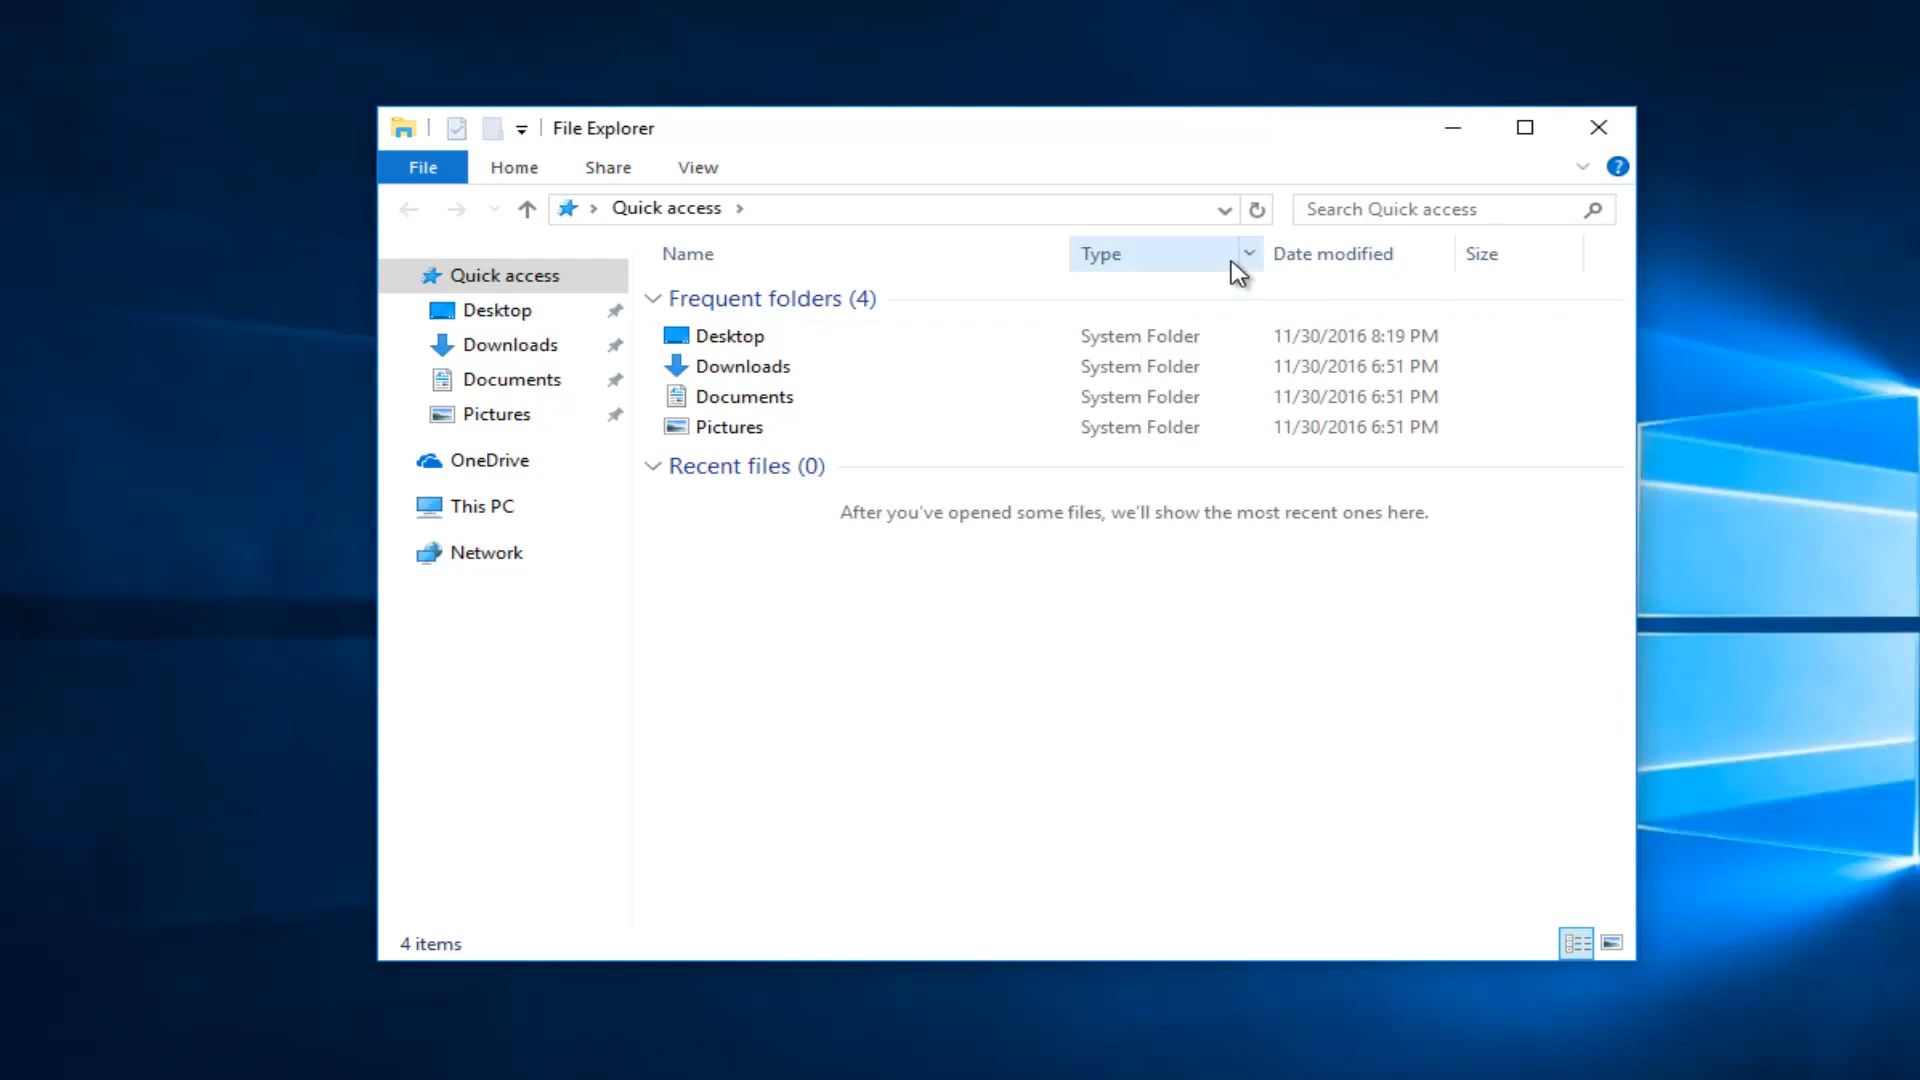 File Explorer
File Home Share View ?
Quick access Search Quick access
Name Type Date modified Size
Quick access
Desktop
Downloads
Documents
Pictures
OneDrive
This PC
Network
Frequent folders (4)
Desktop System Folder 11/30/2016 8:19 PM
Downloads System Folder 11/30/2016 6:51 PM
Documents System Folder 11/30/2016 6:51 PM
Pictures System Folder 11/30/2016 6:51 PM
Recent files (0)
After you've opened some files, we'll show the most recent ones here.
4 items